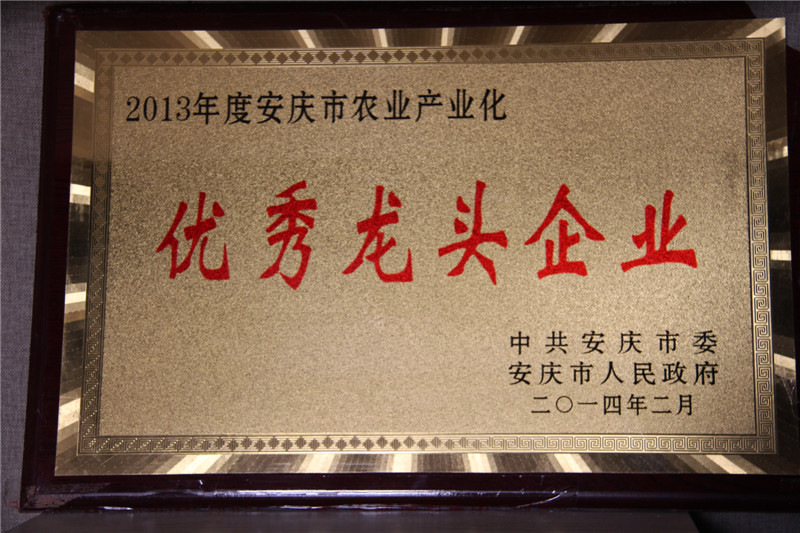 2013年度安庆市农业产业化
优秀龙头企业
中共安庆市委
安庆市人民政府
二〇一四年二月